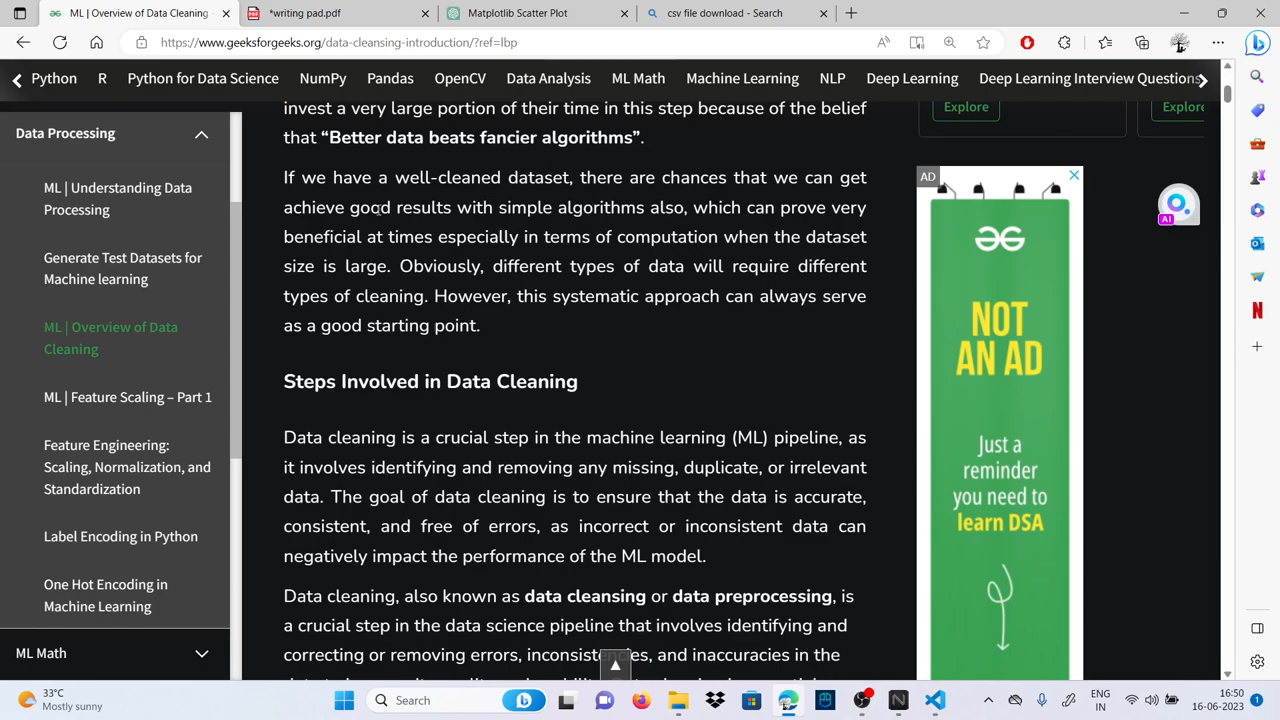 ML | Overview of Data Cleaning
*writing pad.pdf
Matplotlib Scatter Plot
csv file download - Search
https://www.geeksforgeeks.org/data-cleansing-introduction/?ref=lbp
Python R Python for Data Science NumPy Pandas OpenCV Data Analysis ML Math Machine Learning NLP Deep Learning Deep Learning Interview Questions
Data Processing
ML | Understanding Data
Processing
Generate Test Datasets for
Machine learning
ML | Overview of Data
Cleaning
ML | Feature Scaling – Part 1
Feature Engineering:
Scaling, Normalization, and
Standardization
Label Encoding in Python
One Hot Encoding in
Machine Learning
ML Math
invest a very large portion of their time in this step because of the belief
that “Better data beats fancier algorithms”.
If we have a well-cleaned dataset, there are chances that we can get
achieve good results with simple algorithms also, which can prove very
beneficial at times especially in terms of computation when the dataset
size is large. Obviously, different types of data will require different
types of cleaning. However, this systematic approach can always serve
as a good starting point.
Steps Involved in Data Cleaning
Data cleaning is a crucial step in the machine learning (ML) pipeline, as
it involves identifying and removing any missing, duplicate, or irrelevant
data. The goal of data cleaning is to ensure that the data is accurate,
consistent, and free of errors, as incorrect or inconsistent data can
negatively impact the performance of the ML model.
Data cleaning, also known as data cleansing or data preprocessing, is
a crucial step in the data science pipeline that involves identifying and
correcting or removing errors, inconsistencies, and inaccuracies in the
Explore
Explore
AD
NOT
AN AD
Just a
reminder
you need to
learn DSA
AI
33°C
Mostly sunny
Search
ENG
IN
16:50
16-06-2023